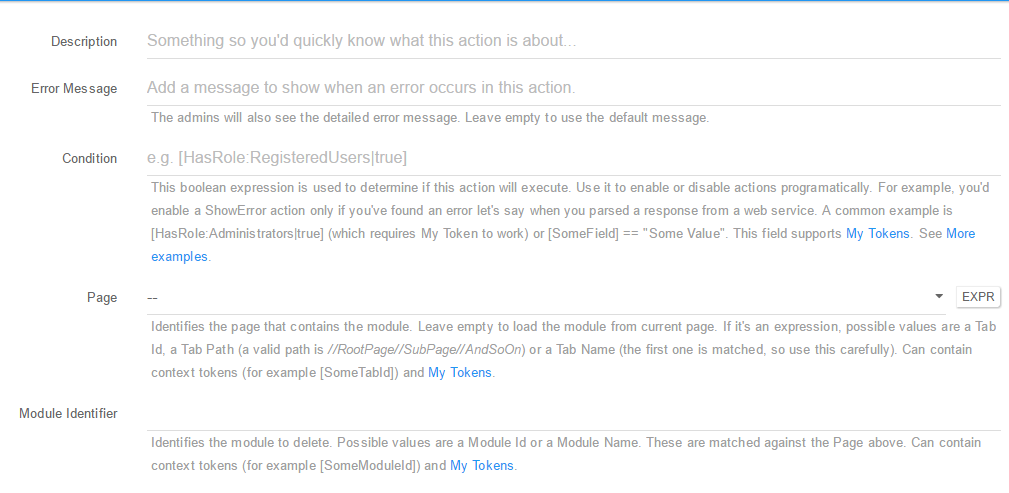 Description Something so you'd quickly know what this action is about...
Error Message Add a message to show when an error occurs in this action.
The admins will also see the detailed error message. Leave empty to use the default message.
Condition e.g. [HasRole:RegisteredUsers|true]
This boolean expression is used to determine if this action will execute. Use it to enable or disable actions programatically. For example, you'd
enable a ShowError action only if you've found an error let's say when you parsed a response from a web service. A common example is
[HasRole:Administrators|true] (which requires My Token to work) or [SomeField] == "Some Value". This field supports My Tokens. See More
examples.
Page -- EXPR
Identifies the page that contains the module. Leave empty to load the module from current page. If it's an expression, possible values are a Tab
Id, a Tab Path (a valid path is //RootPage//SubPage//AndSoOn) or a Tab Name (the first one is matched, so use this carefully). Can contain
context tokens (for example [SomeTabId]) and My Tokens.
Module Identifier
Identifies the module to delete. Possible values are a Module Id or a Module Name. These are matched against the Page above. Can contain
context tokens (for example [SomeModuleId]) and My Tokens.